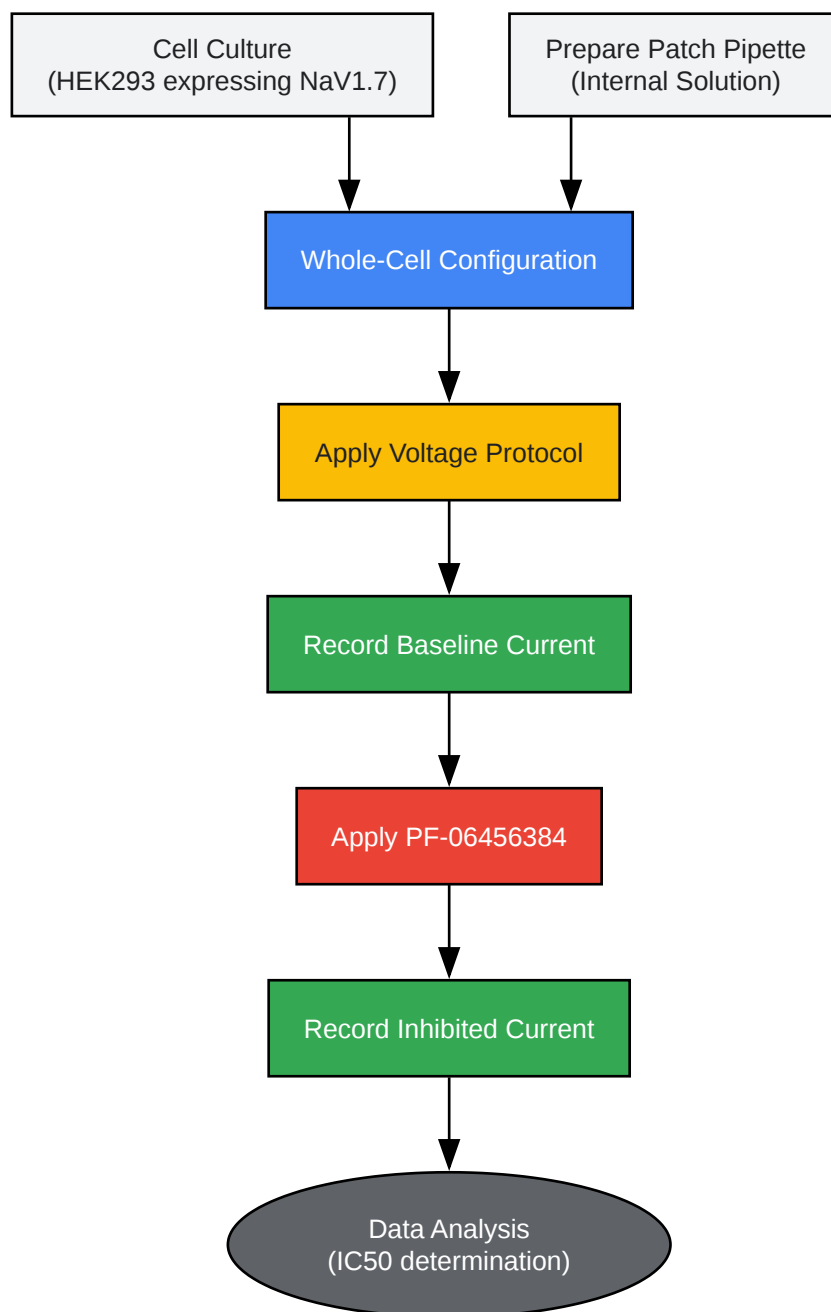 Cell Culture
(HEK293 expressing NaV1.7)
Prepare Patch Pipette
(Internal Solution)
Whole-Cell Configuration
Apply Voltage Protocol
Record Baseline Current
Apply PF-06456384
Record Inhibited Current
Data Analysis
(IC50 determination)